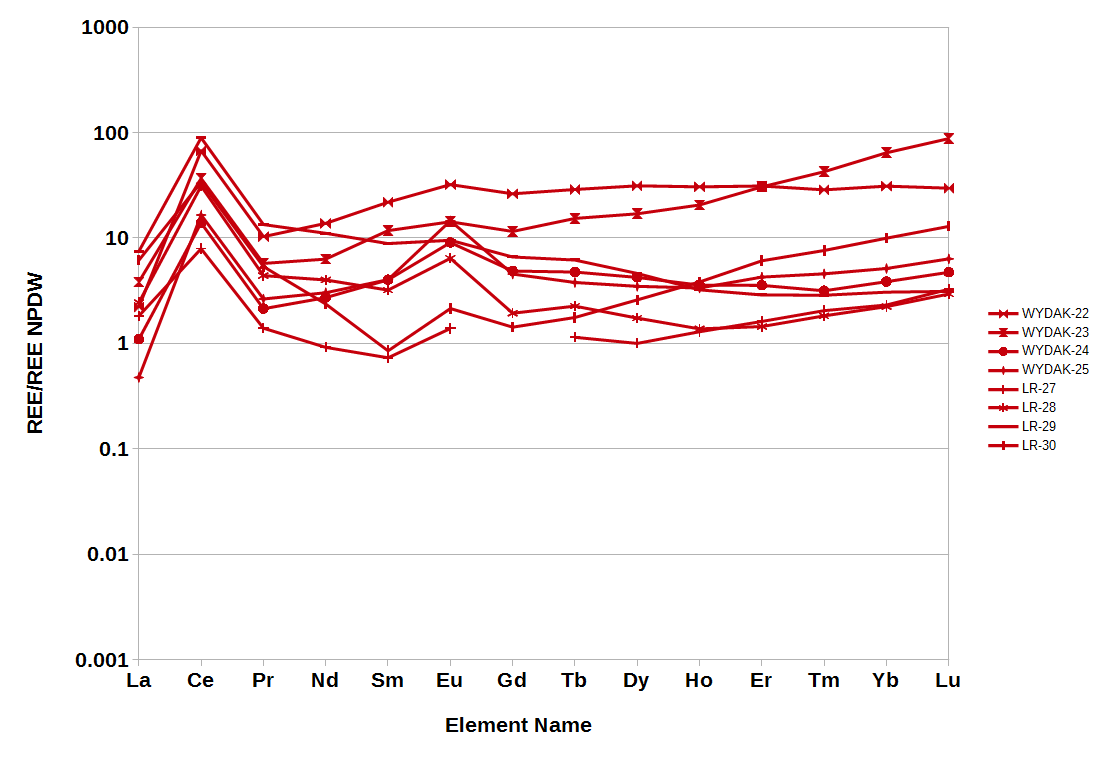 1000
100
10
1
0.1
0.01
0.001
REE/REE NPDW
La Ce Pr Nd Sm Eu Gd Tb Dy Ho Er Tm Yb Lu
Element Name
WYDAK-22
WYDAK-23
WYDAK-24
WYDAK-25
LR-27
LR-28
LR-29
LR-30